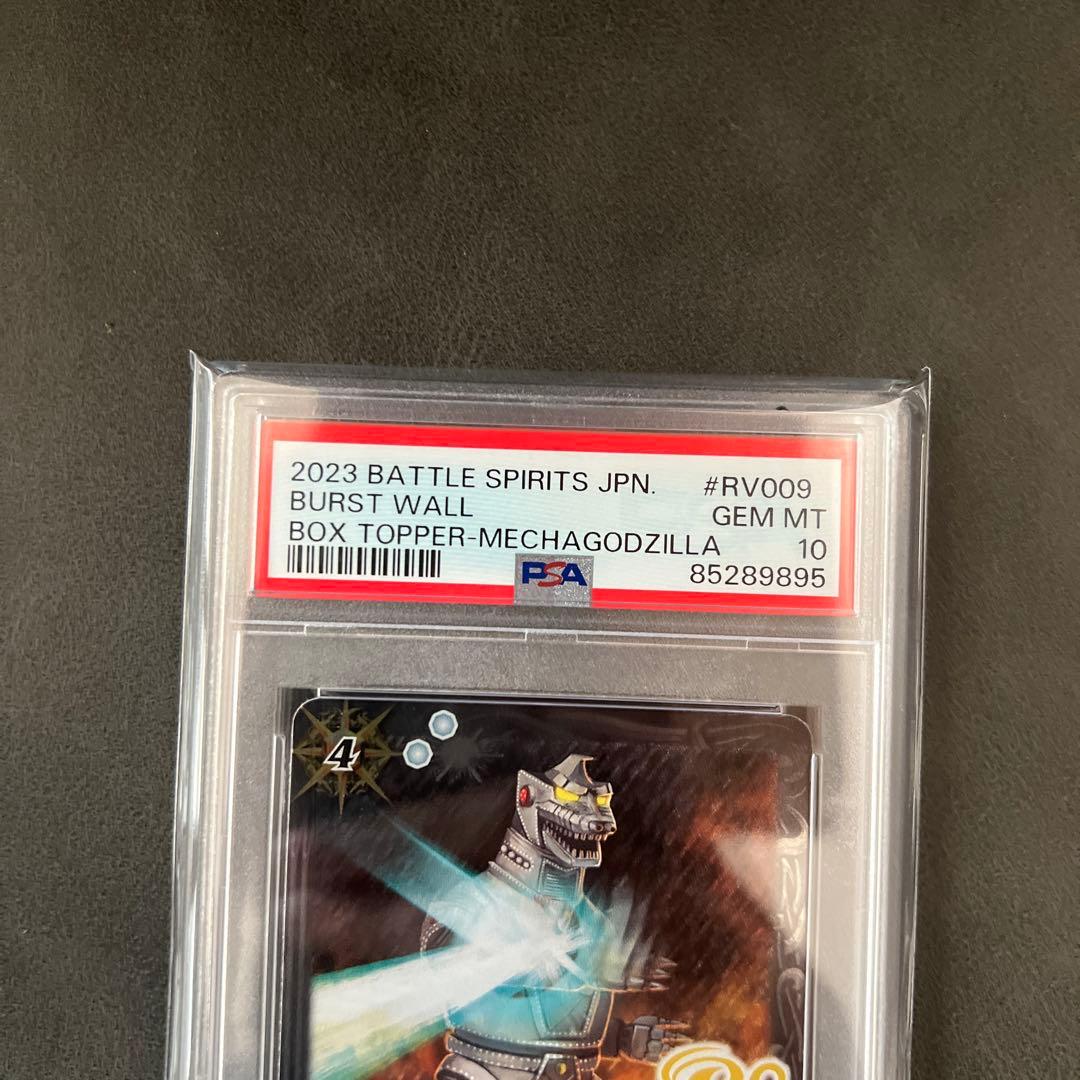 2023 BATTLE SPIRITS JPN. #RV009
BURST WALL GEM MT
BOX TOPPER-MECHAGODZILLA 10
PSA 85289895
4